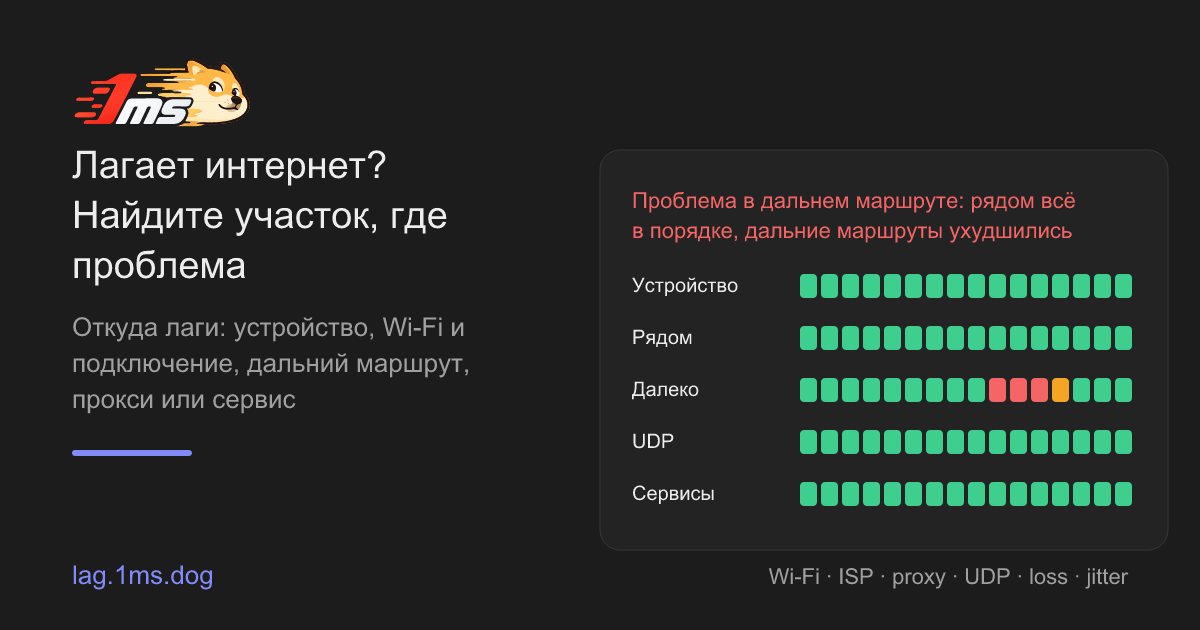 1ms
Лагает интернет?
Найдите участок, где
проблема
Откуда лаги: устройство, Wi-Fi и
подключение, дальний маршрут,
прокси или сервис
lag.1ms.dog
Проблема в дальнем маршруте: рядом всё
в порядке, дальние маршруты ухудшились
Устройство
Рядом
Далеко
UDP
Сервисы
Wi-Fi · ISP · proxy · UDP · loss · jitter